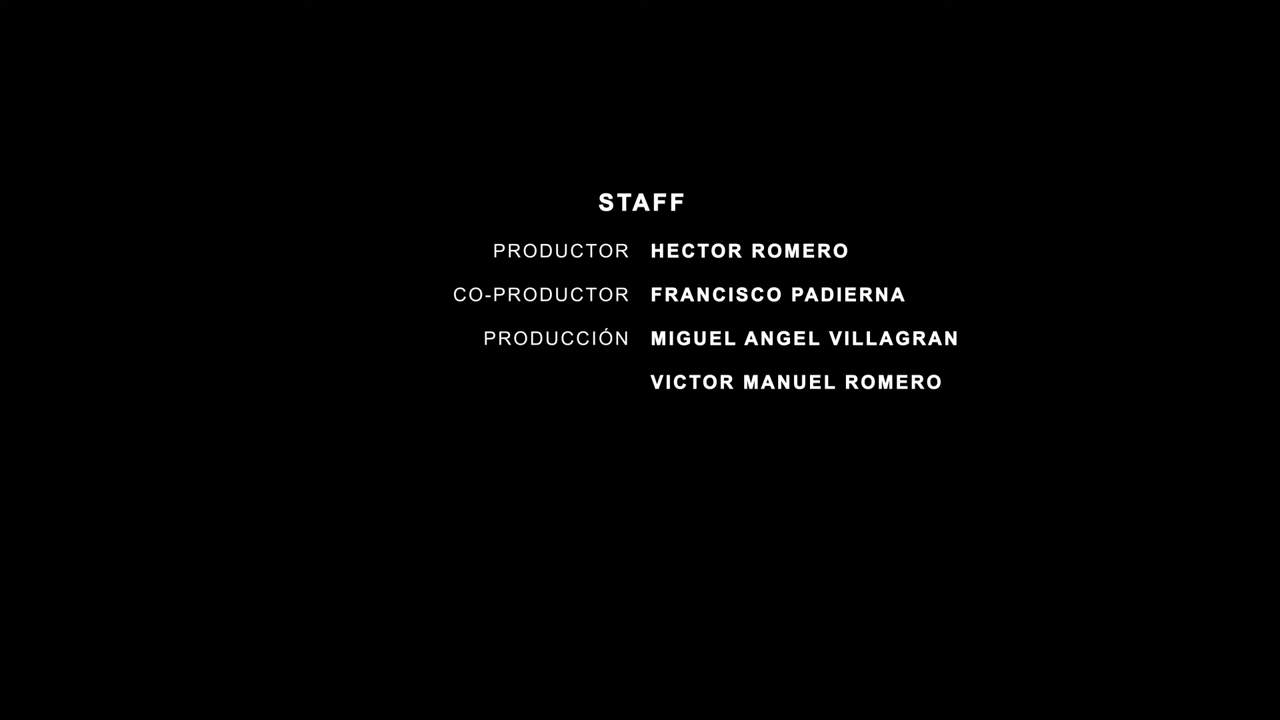 STAFF
PRODUCTOR HECTOR ROMERO
CO-PRODUCTOR FRANCISCO PADIERNA
PRODUCCIÓN MIGUEL ANGEL VILLAGRAN
VICTOR MANUEL ROMERO